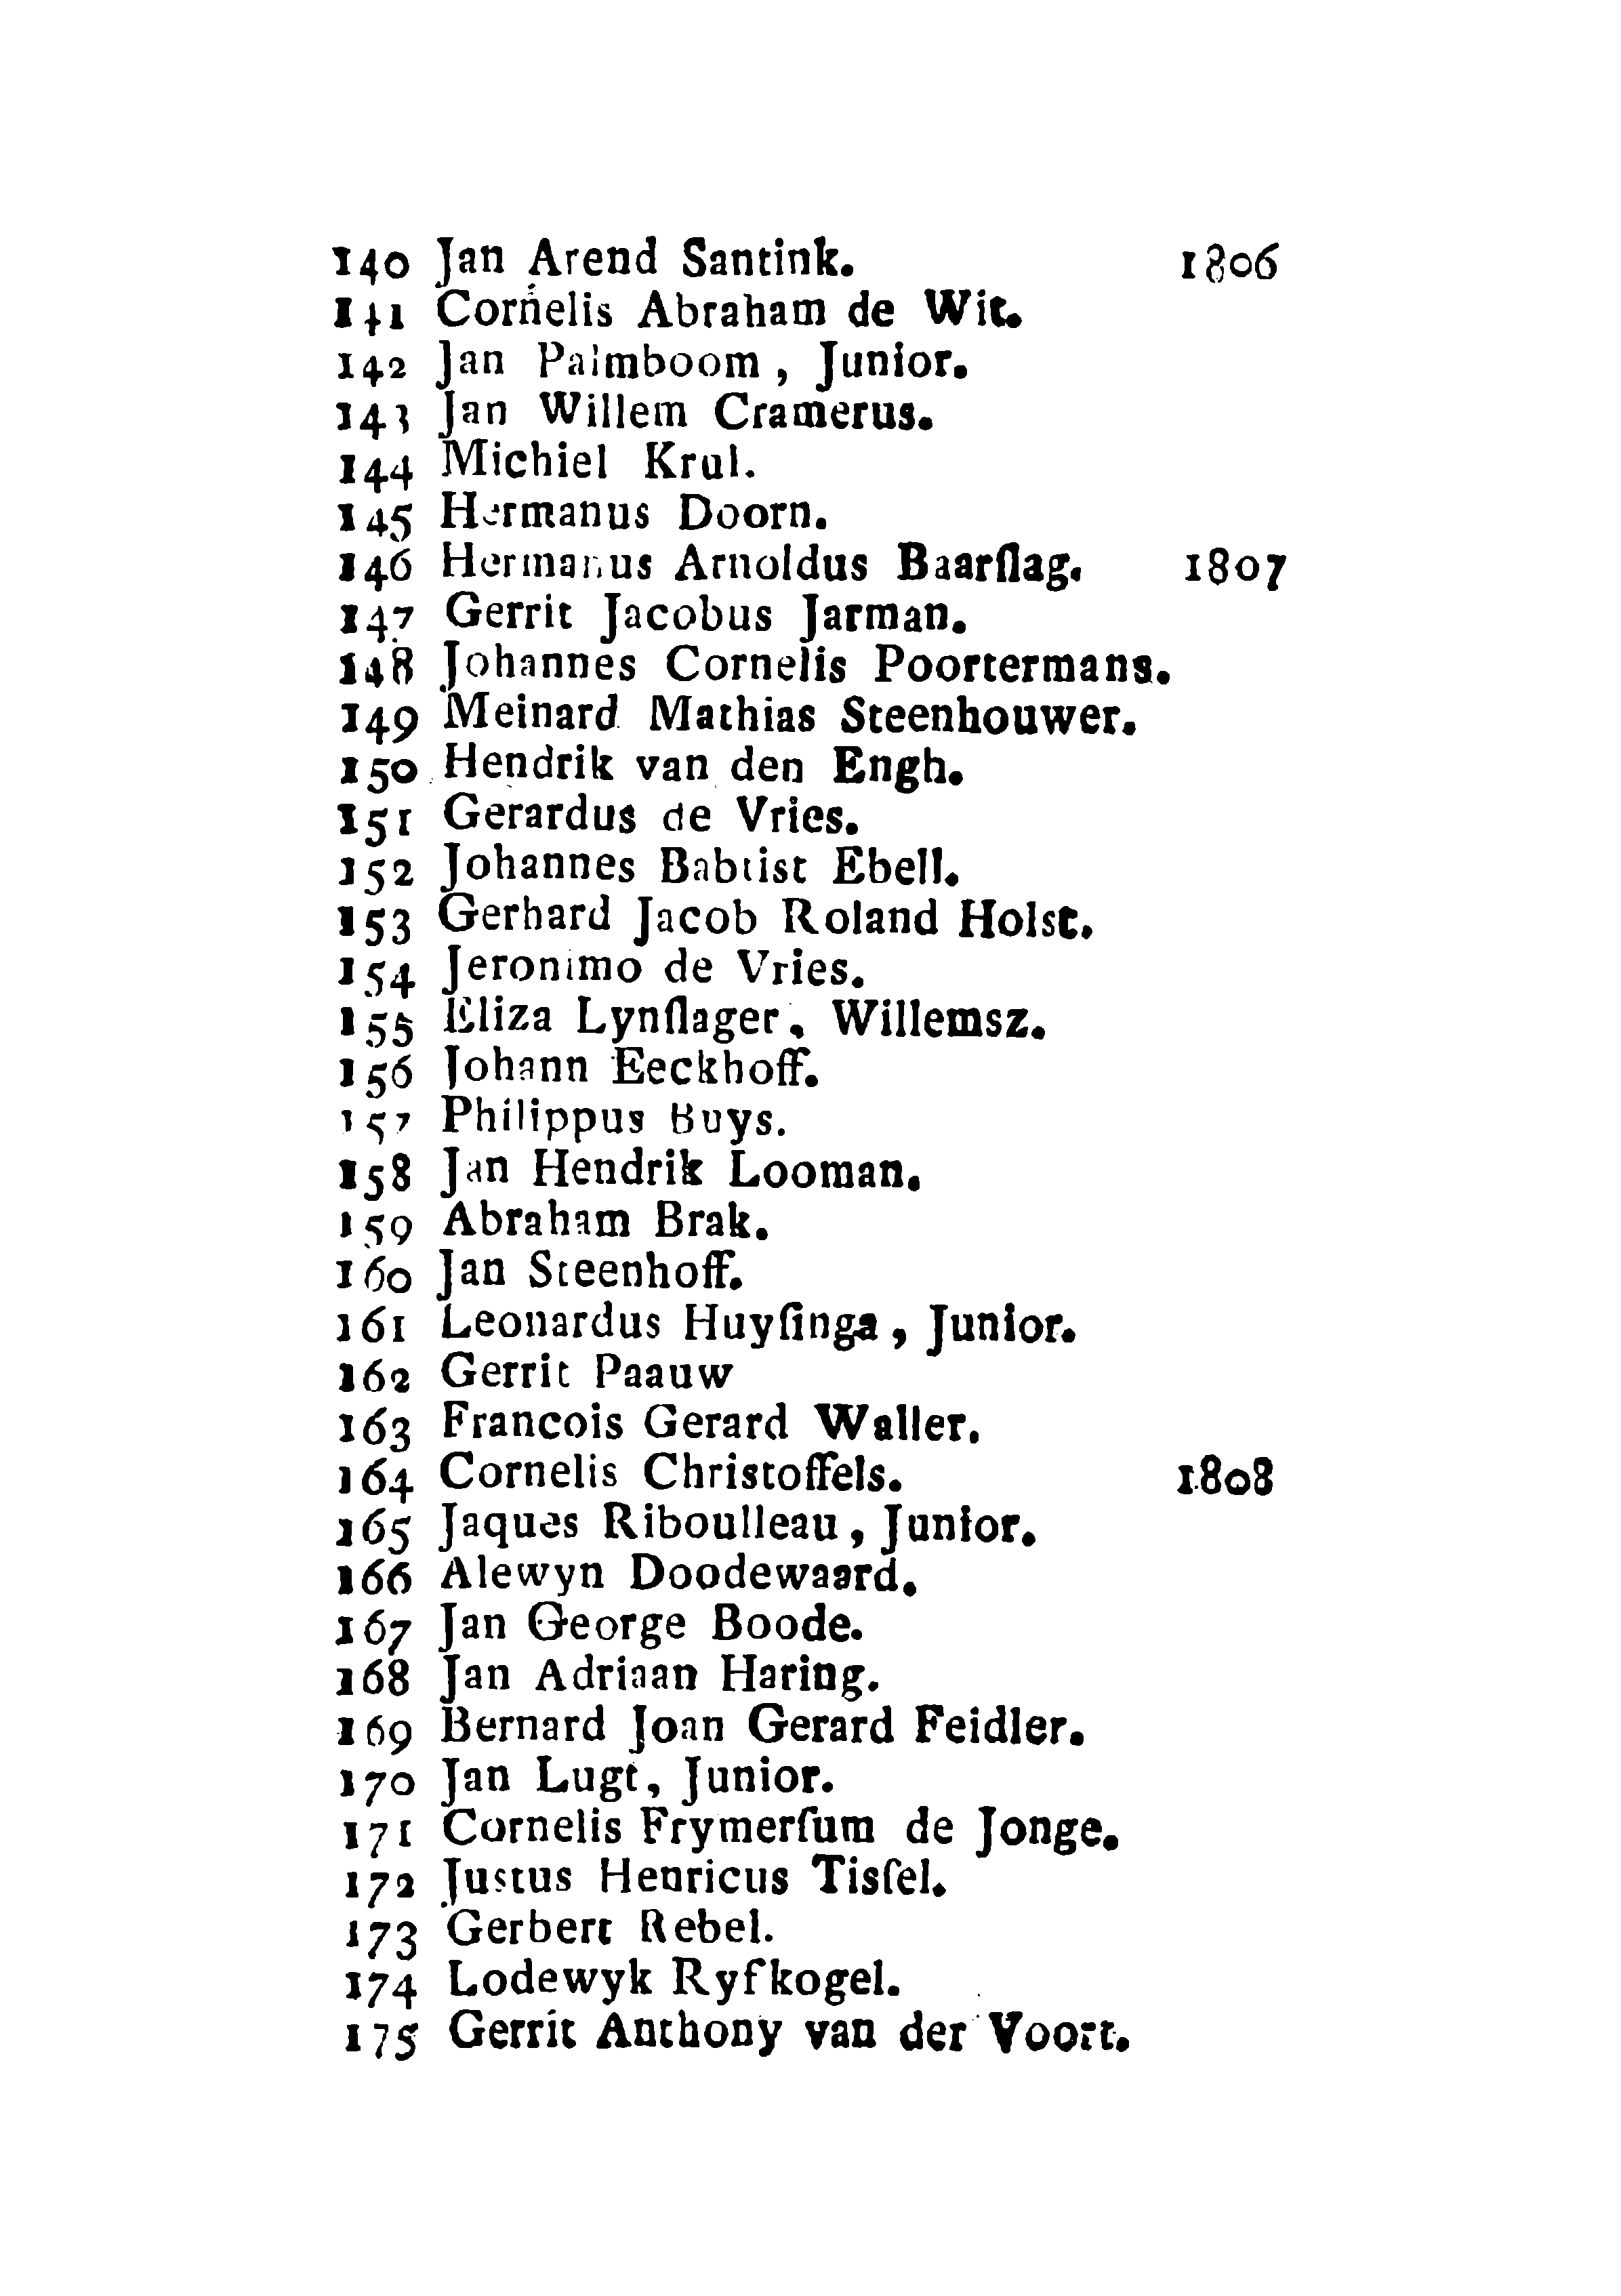 140 Jan Arend Santink. 1806
141 Cornelis Abraham de Wit.
142 Jan Palmboom, Junior.
143 Jan Willem Cramerus.
144 Michiel Krul.
145 Hermanus Doorn.
146 Hermanus Arnoldus Baarſlag. 1807
147 Gerrit Jacobus Jarman.
148 Johannes Cornelis Poortermans.
149 Meinard Mathias Steenhouwer.
150 Hendrik van den Engh.
151 Gerardus de Vries.
152 Johannes Babtist Ebell.
153 Gerhard Jacob Roland Holst.
154 Jeronimo de Vries.
155 Eliza Lynſlager, Willemsz.
156 Johann Eeckhoff.
157 Philippus Buys.
158 Jan Hendrik Looman.
159 Abraham Brak.
160 Jan Steenhoff.
161 Leonardus Huyſinga, Junior.
162 Gerrit Paauw
163 Francois Gerard Waller.
164 Cornelis Christoffels. 1808
165 Jaques Riboulleau, Junior.
166 Alewyn Doodewaard.
167 Jan George Boode.
168 Jan Adriaan Haring.
169 Bernard Joan Gerard Feidler.
170 Jan Lugt, Junior.
171 Cornelis Frymerſum de Jonge.
172 Justus Henricus Tisſel.
173 Gerbert Rebel.
174 Lodewyk Ryfkogel.
175 Gerrit Anthony van der Voort.